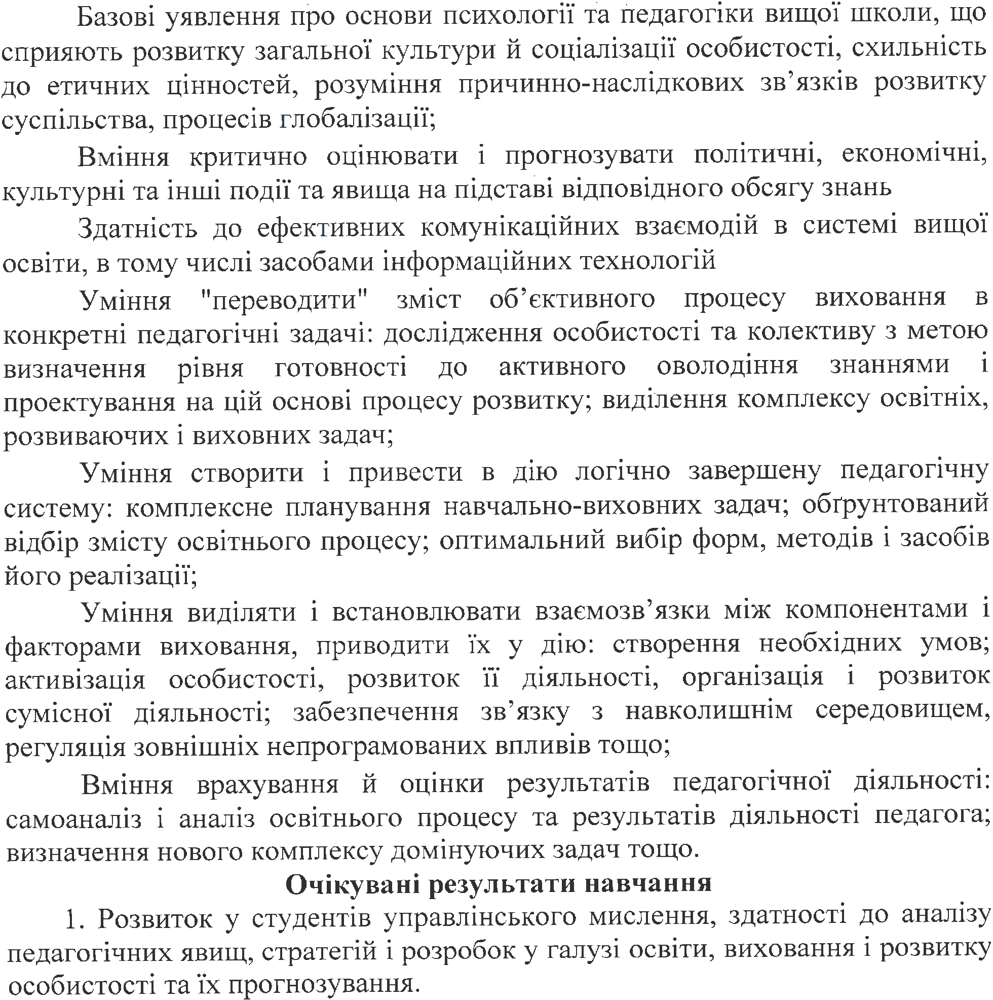 Базові уявлення про основи психології та педагогіки вищої школи, що
сприяють розвитку загальної культури й соціалізації особистості, схильність
до етичних цінностей, розуміння причинно-наслідкових зв’язків розвитку
суспільства, процесів глобалізації;
Вміння критично оцінювати і прогнозувати політичні, економічні,
культурні та інші події та явища на підставі відповідного обсягу знань
Здатність до ефективних комунікаційних взаємодій в системі вищої
освіти, в тому числі засобами інформаційних технологій
Уміння "переводити" зміст об’єктивного процесу виховання в
конкретні педагогічні задачі: дослідження особистості та колективу з метою
визначення рівня готовності до активного оволодіння знаннями і
проектування на цій основі процесу розвитку; виділення комплексу освітніх,
розвиваючих і виховних задач;
Уміння створити і привести в дію логічно завершену педагогічну
систему: комплексне планування навчально-виховних задач; обґрунтований
відбір змісту освітнього процесу; оптимальний вибір форм, методів і засобів
його реалізації;
Уміння виділяти і встановлювати взаємозв’язки між компонентами і
факторами виховання, приводити їх у дію: створення необхідних умов;
активізація особистості, розвиток її діяльності, організація і розвиток
сумісної діяльності; забезпечення зв’язку з навколишнім середовищем,
регуляція зовнішніх непрограмованих впливів тощо;
Вміння врахування й оцінки результатів педагогічної діяльності:
самоаналіз і аналіз освітнього процесу та результатів діяльності педагога;
визначення нового комплексу домінуючих задач тощо.
Очікувані результати навчання
1. Розвиток у студентів управлінського мислення, здатності до аналізу
педагогічних явищ, стратегій і розробок у галузі освіти, виховання і розвитку
особистості та їх прогнозування.